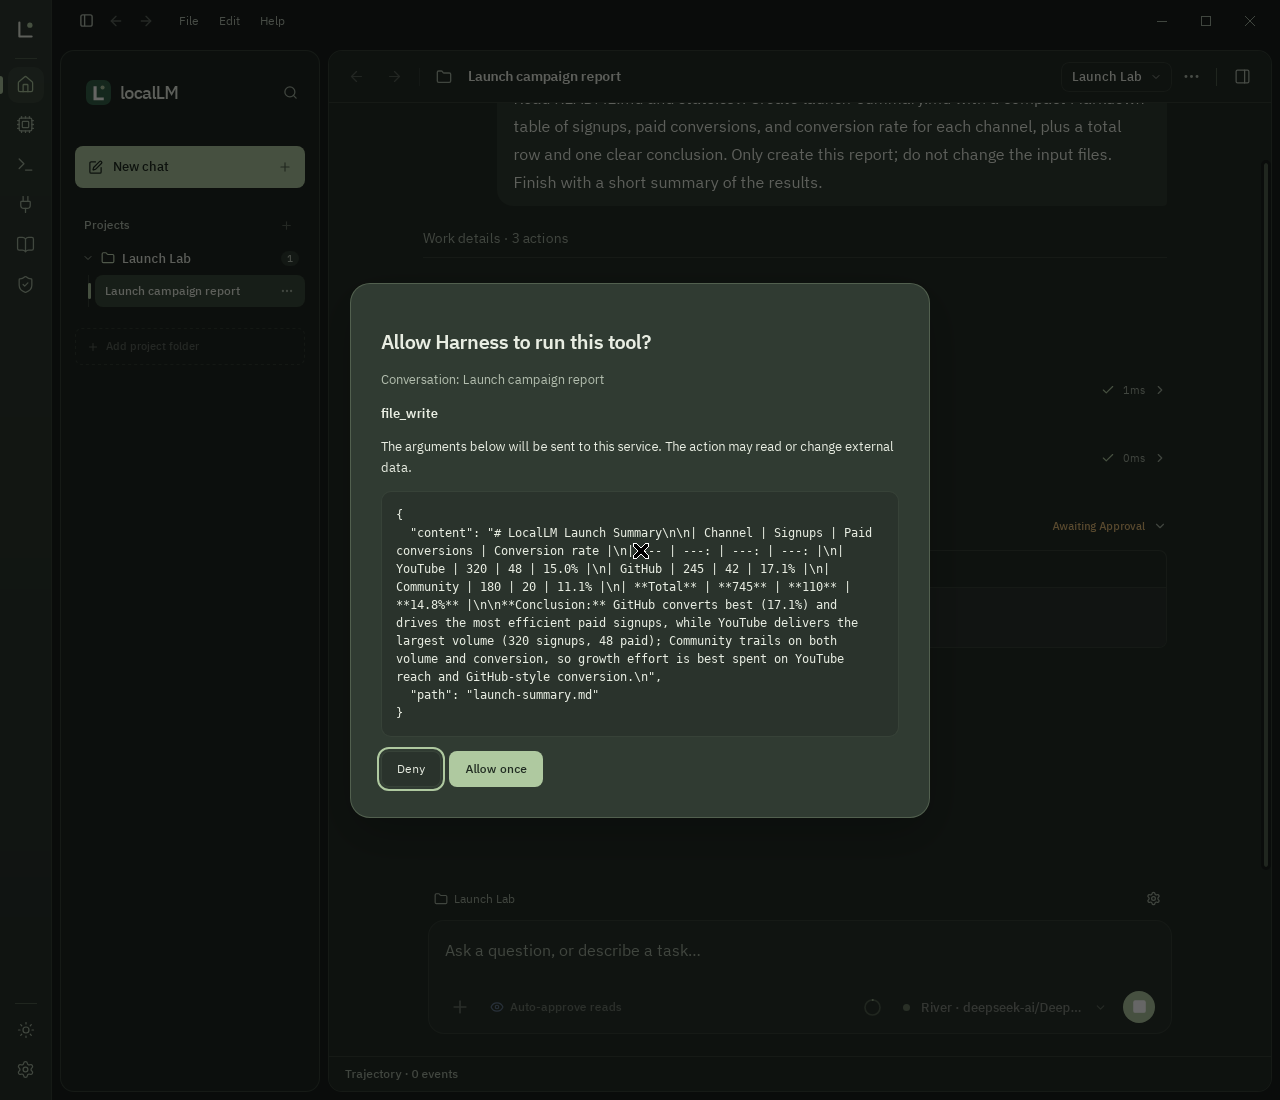 File Edit Help
localLM
New chat
Projects
Launch Lab 1
Launch campaign report
Add project folder
Launch campaign report
Launch Lab
table of signups, paid conversions, and conversion rate for each channel, plus a total
row and one clear conclusion. Only create this report; do not change the input files.
Finish with a short summary of the results.
Work details · 3 actions
1ms
0ms
Awaiting Approval
Allow Harness to run this tool?
Conversation: Launch campaign report
file_write
The arguments below will be sent to this service. The action may read or change external
data.
{
"content": "# LocalLM Launch Summary\n\n| Channel | Signups | Paid
conversions | Conversion rate |\n| -- | ---: | ---: | ---: |\n|
YouTube | 320 | 48 | 15.0% |\n| GitHub | 245 | 42 | 17.1% |\n|
Community | 180 | 20 | 11.1% |\n| **Total** | **745** | **110** |
**14.8%** |\n\n**Conclusion:** GitHub converts best (17.1%) and
drives the most efficient paid signups, while YouTube delivers the
largest volume (320 signups, 48 paid); Community trails on both
volume and conversion, so growth effort is best spent on YouTube
reach and GitHub-style conversion.\n",
"path": "launch-summary.md"
}
Deny
Allow once
Launch Lab
Ask a question, or describe a task...
Auto-approve reads
River · deepseek-ai/Deep...
Trajectory · 0 events